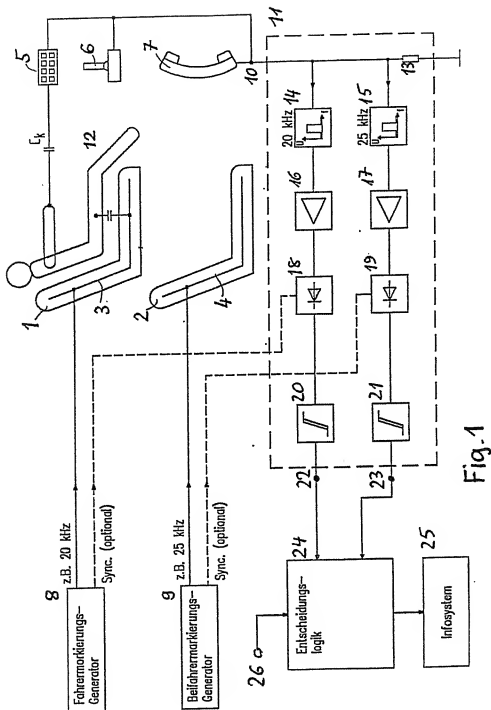 5
6
7
10
C_k
12
11
13
14
20 kHz
U
f
15
25 kHz
U
f
16
17
18
19
20
21
22
23
1
3
2
4
8
Fahrermarkierungs-
Generator
z.B. 20 kHz
Sync. (optional)
9
Beifahrermarkierungs-
Generator
z.B. 25 kHz
Sync. (optional)
24
Entscheidungs-
logik
25
Infosystem
26
Fig.1